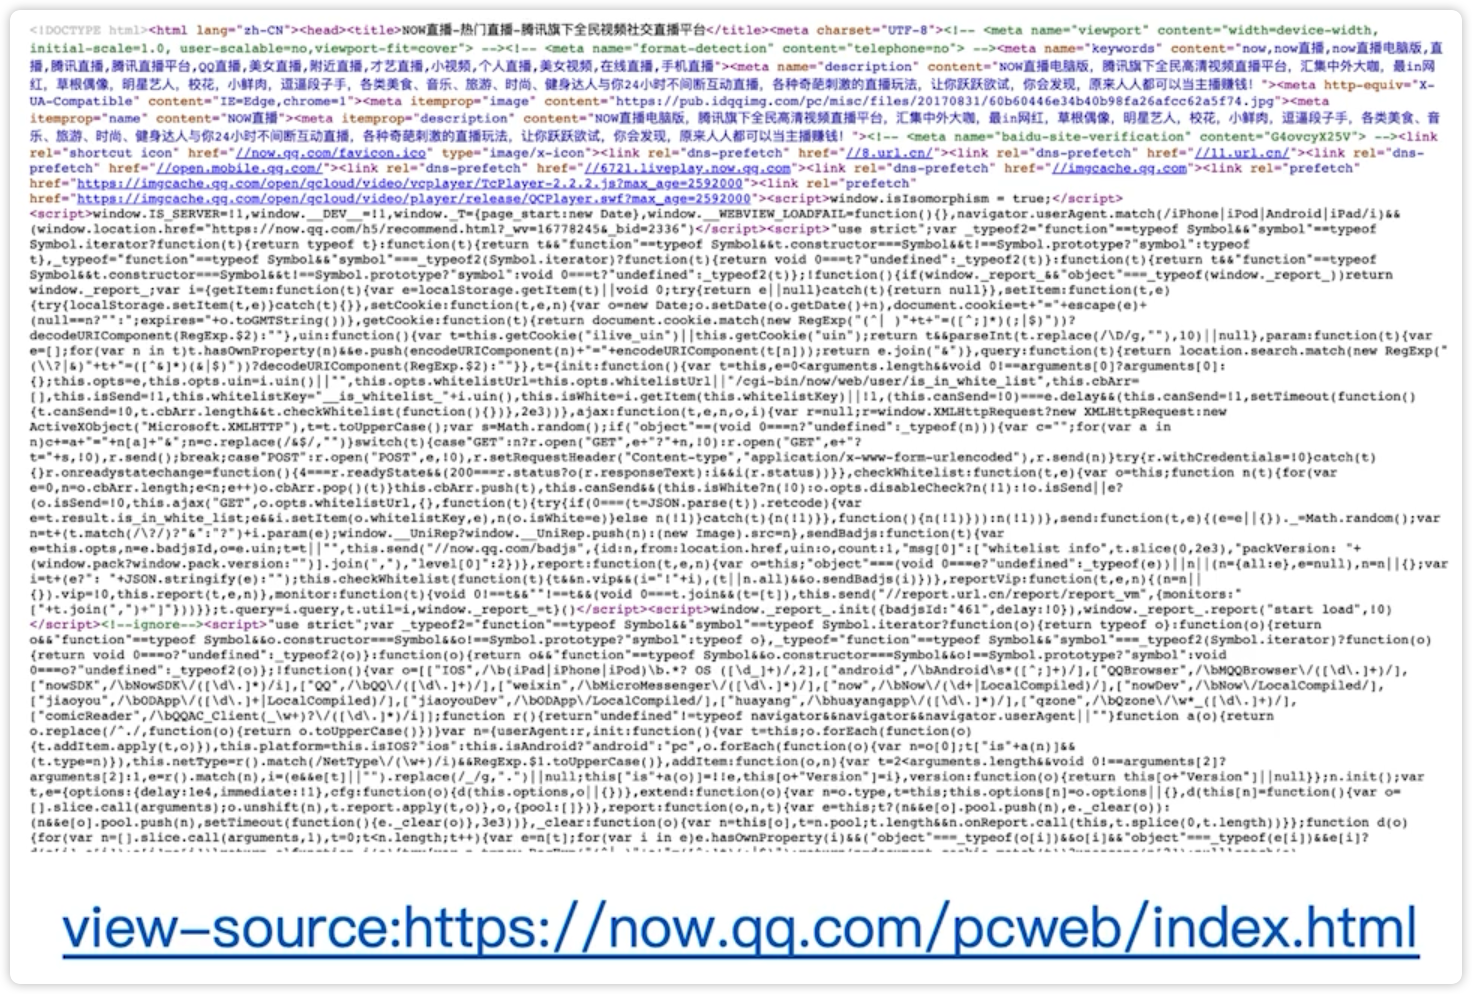 <!DOCTYPE html><html lang="zh-CN"><head><title>NOW直播-热门直播-腾讯旗下全民视频社交直播平台</title><meta charset="UTF-8"><!-- <meta name="viewport" content="width=device-width,
initial-scale=1.0, user-scalable=no,viewport-fit=cover"> --><!-- <meta name="format-detection" content="telephone=no"> --><meta name="keywords" content="now,now直播,now直播电脑版,直
播,腾讯直播,腾讯直播平台,QQ直播,美女直播,附近直播,才艺直播,小视频,个人直播,美女视频,在线直播,手机直播"><meta name="description" content="NOW直播电脑版, 腾讯旗下全民高清视频直播平台, 汇集中外大咖, 最in网
红, 草根偶像, 明星艺人, 校花, 小鲜肉, 逗逼段子手, 各类美食、音乐、旅游、时尚、健身达人与你24小时不间断互动直播, 各种奇葩刺激的直播玩法, 让你跃跃欲试, 你会发现, 原来人人都可以当主播赚钱! "><meta http-equiv="X-
UA-Compatible" content="IE=Edge,chrome=1"><meta itemprop="image" content="https://pub.idqqimg.com/pc/misc/files/20170831/60b60446e34b40b98fa26afcc62a5f74.jpg"><meta
itemprop="name" content="NOW直播"><meta itemprop="description" content="NOW直播电脑版, 腾讯旗下全民高清视频直播平台, 汇集中外大咖, 最in网红, 草根偶像, 明星艺人, 校花, 小鲜肉, 逗逼段子手, 各类美食、音
乐、旅游、时尚、健身达人与你24小时不间断互动直播, 各种奇葩刺激的直播玩法, 让你跃跃欲试, 你会发现, 原来人人都可以当主播赚钱! "><!-- <meta name="baidu-site-verification" content="G4ovcyX25V"> --><link
rel="shortcut icon" href="//now.qq.com/favicon.ico" type="image/x-icon"><link rel="dns-prefetch" href="//8.url.cn/"><link rel="dns-prefetch" href="//11.url.cn/"><link rel="dns-
prefetch" href="//open.mobile.qq.com/"><link rel="dns-prefetch" href="//6721.liveplay.now.qq.com"><link rel="dns-prefetch" href="//imgcache.qq.com"><link rel="prefetch"
href="https://imgcache.qq.com/open/qcloud/video/vcplayer/TcPlayer-2.2.2.js?max_age=2592000"><link rel="prefetch"
href="https://imgcache.qq.com/open/qcloud/video/player/release/QCPlayer.swf?max_age=2592000"><script>window.isIsomorphism = true;</script>
<script>window.IS_SERVER=!1,window.__DEV__=!1,window._T={page_start:new Date},window.__WEBVIEW_LOADFAIL=function(){},navigator.userAgent.match(/iPhone|iPod|Android|iPad/i)&&
(window.location.href="https://now.qq.com/h5/recommend.html?_wv=16778245&_bid=2336")</script><script>"use strict";var _typeof2="function"==typeof Symbol&&"symbol"==typeof
Symbol.iterator?function(t){return typeof t}:function(t){return t&&"function"==typeof Symbol&&t.constructor===Symbol&&t!==Symbol.prototype?"symbol":typeof
t},_typeof="function"==typeof Symbol&&"symbol"===_typeof2(Symbol.iterator)?function(t){return void 0===t?"undefined":_typeof2(t)}:function(t){return t&&"function"==typeof
Symbol&&t.constructor===Symbol&&t!==Symbol.prototype?"symbol":void 0===t?"undefined":_typeof2(t)};!function(){if(window._report_&&"object"===_typeof(window._report_))return
window._report_;var i={getItem:function(t){var e=localStorage.getItem(t)||void 0;try{return e||null}catch(t){return null}},setItem:function(t,e)
{try{localStorage.setItem(t,e)}catch(t){}},setCookie:function(t,e,n){var o=new Date;o.setDate(o.getDate()+n),document.cookie=t+"="+escape(e)+
(null==n?"":";expires="+o.toGMTString())},getCookie:function(t){return document.cookie.match(new RegExp("(^| )"+t+"=([^;]*)(;|$)"))?
decodeURIComponent(RegExp.$2):""},uin:function(){var t=this.getCookie("ilive_uin")||this.getCookie("uin");return t&&parseInt(t.replace(/\D/g,""),10)||null},param:function(t){var
e=[];for(var n in t)t.hasOwnProperty(n)&&e.push(encodeURIComponent(n)+"="+encodeURIComponent(t[n]));return e.join("&")},query:function(t){return location.search.match(new RegExp("
(\\?|&)"+t+"=([^&]*)(&|$)"))?decodeURIComponent(RegExp.$2):""}},t={init:function(){var t=this,e=0<arguments.length&&void 0!==arguments[0]?arguments[0]:
{};this.opts=e,this.opts.uin=i.uin()||"",this.opts.whitelistUrl=this.opts.whitelistUrl||"/cgi-bin/now/web/user/is_in_white_list",this.cbArr=
[],this.isSend=!1,this.whitelistKey="__is_whitelist_"+i.uin(),this.isWhite=i.getItem(this.whitelistKey)||!1,(this.canSend=!0)===e.delay&&(this.canSend=!1,setTimeout(function()
{t.canSend=!0,t.cbArr.length&&t.checkWhitelist(function(){})},2e3))},ajax:function(t,e,n,o,i){var r=null;r=window.XMLHttpRequest?new XMLHttpRequest:new
ActiveXObject("Microsoft.XMLHTTP"),t=t.toUpperCase();var s=Math.random();if("object"==(void 0===n?"undefined":_typeof(n))){var c="";for(var a in
n)c+=a+"="+n[a]+"&";n=c.replace(/&$/,"")}switch(t){case"GET":n?r.open("GET",e+"?"+n,!0):r.open("GET",e+"?
t="+s,!0),r.send();break;case"POST":r.open("POST",e,!0),r.setRequestHeader("Content-type","application/x-www-form-urlencoded"),r.send(n)}try{r.withCredentials=!0}catch(t)
{}r.onreadystatechange=function(){4===r.readyState&&(200===r.status?o(r.responseText):i&&i(r.status))}},checkWhitelist:function(t,e){var o=this;function n(t){for(var
e=0,n=o.cbArr.length;e<n;e++)o.cbArr.pop()(t)}this.cbArr.push(t),this.canSend&&(this.isWhite?n(!0):o.opts.disableCheck?n(!1):!o.isSend||e?
(o.isSend=!0,this.ajax("GET",o.opts.whitelistUrl,{},function(t){try{if(0===(t=JSON.parse(t)).retcode){var
e=t.result.is_in_white_list;e&&i.setItem(o.whitelistKey,e),n(o.isWhite=e)}else n(!1)}catch(t){n(!1)}},function(){n(!1)})):n(!1))},send:function(t,e){(e=e||{})._=Math.random();var
n=t+(t.match(/\?/)?"&":"?")+i.param(e);window.__UniRep?window.__UniRep.push(n):(new Image).src=n},sendBadjs:function(t){var
e=this.opts,n=e.badjsId,o=e.uin;t=t||"",this.send("//now.qq.com/badjs",{id:n,from:location.href,uin:o,count:1,"msg[0]":["whitelist info",t.slice(0,2e3),"packVersion: "+
(window.pack?window.pack.version:"")].join(","),"level[0]":2})},report:function(t,e,n){var o=this;"object"===(void 0===e?"undefined":_typeof(e))||n||(n={all:e},e=null),n=n||{};var
i=t+(e?": "+JSON.stringify(e):"");this.checkWhitelist(function(t){t&&n.vip&&(i="!"+i),(t||n.all)&&o.sendBadjs(i)})},reportVip:function(t,e,n){(n=n||
{}).vip=!0,this.report(t,e,n)},monitor:function(t){void 0!==t&&""!==t&&(void 0===t.join&&(t=[t]),this.send("//report.url.cn/report/report_vm",{monitors:"
["+t.join(",")+"]"}))}};t.query=i.query,t.util=i,window._report_=t}()</script><script>window._report_.init({badjsId:"461",delay:!0}),window._report_.report("start load",!0)
</script><!--ignore--><script>"use strict";var _typeof2="function"==typeof Symbol&&"symbol"==typeof Symbol.iterator?function(o){return typeof o}:function(o){return
o&&"function"==typeof Symbol&&o.constructor===Symbol&&o!==Symbol.prototype?"symbol":typeof o},_typeof="function"==typeof Symbol&&"symbol"===_typeof2(Symbol.iterator)?function(o)
{return void 0===o?"undefined":_typeof2(o)}:function(o){return o&&"function"==typeof Symbol&&o.constructor===Symbol&&o!==Symbol.prototype?"symbol":void
0===o?"undefined":_typeof2(o)};!function(){var o=[["IOS",/\b(iPad|iPhone|iPod)\b.*? OS ([\d_]+)/,2],["android",/\bAndroid\s*([^;]+)/],["QQBrowser",/\bMQQBrowser\/([\d\.]+)/],
["nowSDK",/\bNowSDK\/([\d\.]*)/i],["QQ",/\bQQ\/([\d\.]+)/],["weixin",/\bMicroMessenger\/([\d\.]*)/],["now",/\bNow\/(\d+|LocalCompiled)/],["nowDev",/\bNow\/LocalCompiled/],
["jiaoyou",/\bODApp\/([\d\.]+|LocalCompiled)/],["jiaoyouDev",/\bODApp\/LocalCompiled/],["huayang",/\bhuayangapp\/([\d\.]*)/],["qzone",/\bQzone\/\w*_([\d\.]+)/],
["comicReader",/\bQQAC_Client(_\w+)?\/([\d\.]*)/i]];function r(){return"undefined"!=typeof navigator&&navigator&&navigator.userAgent||""}function a(o){return
o.replace(/^./,function(o){return o.toUpperCase()})}var n={userAgent:r,init:function(){var t=this;o.forEach(function(o)
{t.addItem.apply(t,o)}),this.platform=this.isIOS?"ios":this.isAndroid?"android":"pc",o.forEach(function(o){var n=o[0];t["is"+a(n)]&&
(t.type=n)}),this.netType=r().match(/NetType\/(\w+)/i)&&RegExp.$1.toUpperCase()},addItem:function(o,n){var t=2<arguments.length&&void 0!==arguments[2]?
arguments[2]:1,e=r().match(n),i=(e&&e[t]||"").replace(/_/g,".")||null;this["is"+a(o)]=!!e,this[o+"Version"]=i},version:function(o){return this[o+"Version"]||null}};n.init();var
t,e={options:{delay:1e4,immediate:!1},cfg:function(o){d(this.options,o||{})},extend:function(o){var n=o.type,t=this;this.options[n]=o.options||{},d(this[n]=function(){var o=
[].slice.call(arguments);o.unshift(n),t.report.apply(t,o)},o,{pool:[]})},report:function(o,n,t){var e=this;t?(n&&e[o].pool.push(n),e._clear(o)):
(n&&e[o].pool.push(n),setTimeout(function(){e._clear(o)},3e3))},_clear:function(o){var n=this[o],t=n.pool;t.length&&n.onReport.call(this,t.splice(0,t.length))}};function d(o)
{for(var n=[].slice.call(arguments,1),t=0;t<n.length;t++){var e=n[t];for(var i in e)e.hasOwnProperty(i)&&("object"===_typeof(o[i])&&o[i]&&"object"===_typeof(e[i])&&e[i]?
view-source:https://now.qq.com/pcweb/index.html